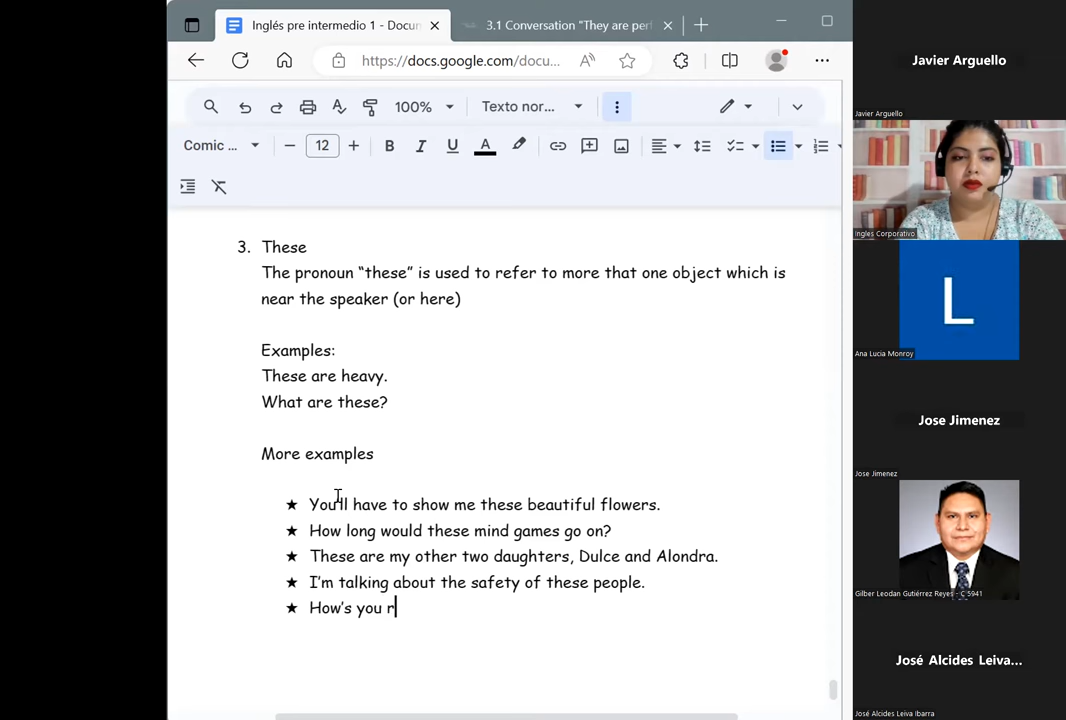 Inglés pre intermedio 1 - Docum
3.1 Conversation "They are per
https://docs.google.com/docu...
100%
Texto nor...
Comic ...
12
B I U A
3. These
The pronoun “these” is used to refer to more that one object which is
near the speaker (or here)
Examples:
These are heavy.
What are these?
More examples
★ You’ll have to show me these beautiful flowers.
★ How long would these mind games go on?
★ These are my other two daughters, Dulce and Alondra.
★ I’m talking about the safety of these people.
★ How’s you r
Javier Arguello
Javier Arguello
Ingles Corporativo
L
Ana Lucia Monroy
Jose Jimenez
Jose Jimenez
Gilber Leodan Gutiérrez Reyes - C 5941
José Alcides Leiva...
José Alcides Leiva Ibarra